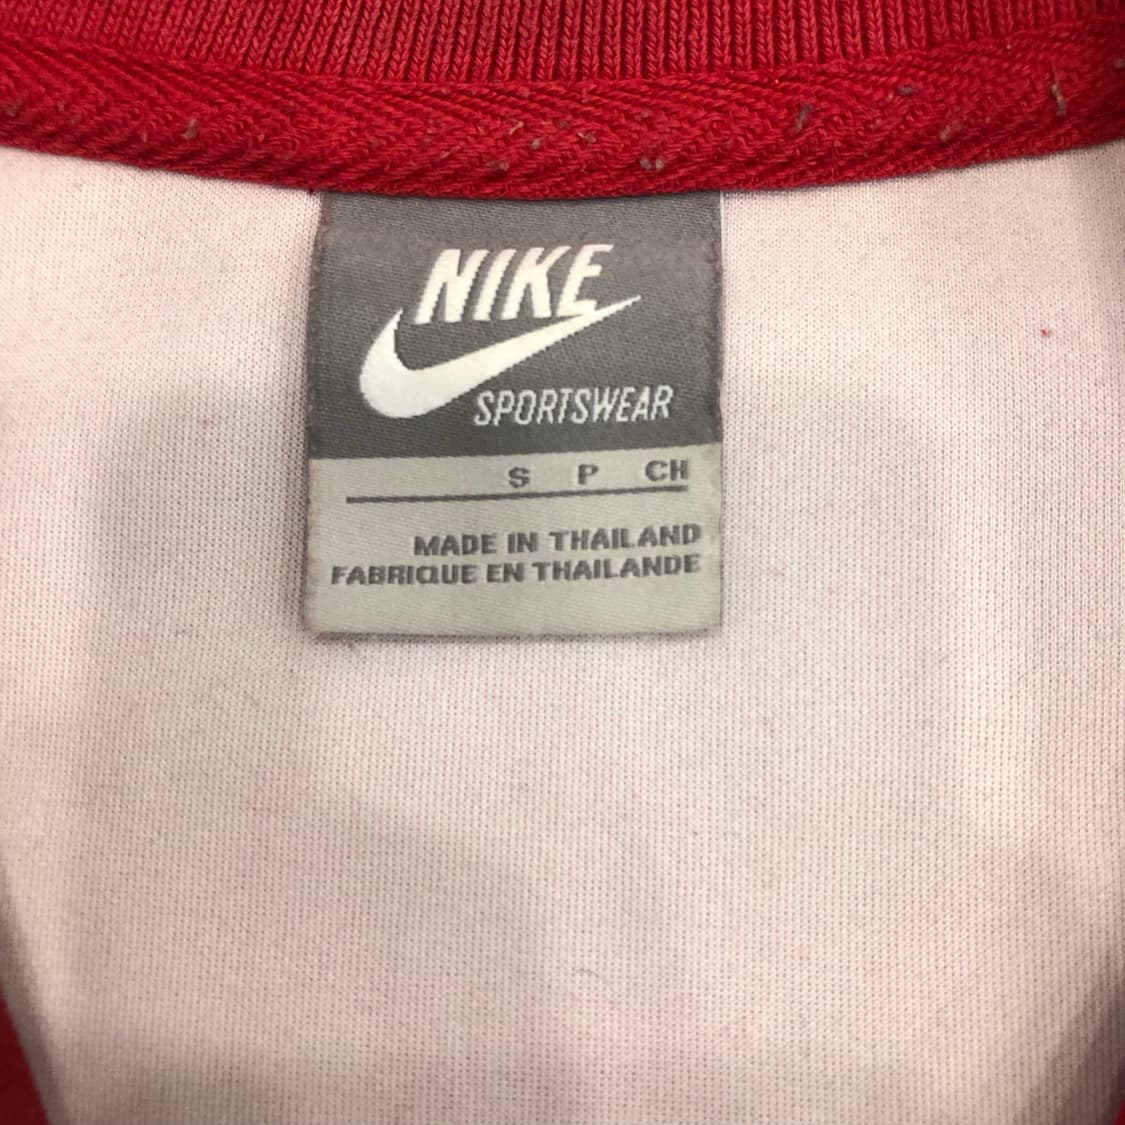 NIKE
SPORTSWEAR
S P CH
MADE IN THAILAND
FABRIQUE EN THAILANDE